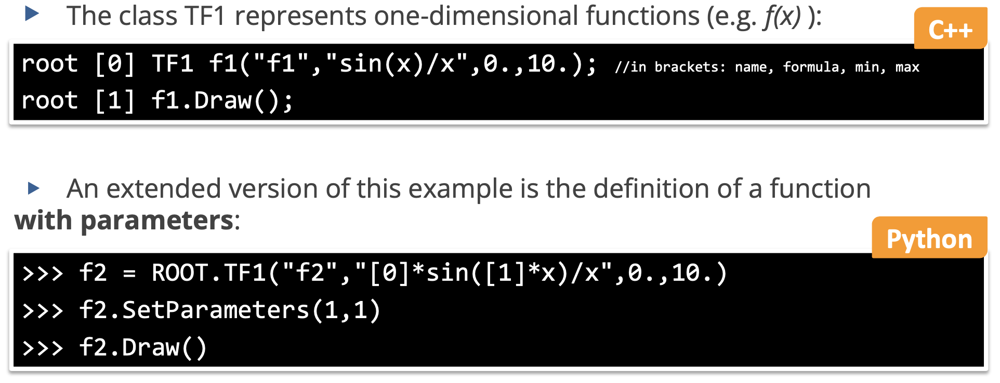 ▶ The class TF1 represents one-dimensional functions (e.g. f(x) ):
C++
root [0] TF1 f1("f1","sin(x)/x",0.,10.); //in brackets: name, formula, min, max
root [1] f1.Draw();
▶ An extended version of this example is the definition of a function
with parameters:
Python
>>> f2 = ROOT.TF1("f2","[0]*sin([1]*x)/x",0.,10.)
>>> f2.SetParameters(1,1)
>>> f2.Draw()